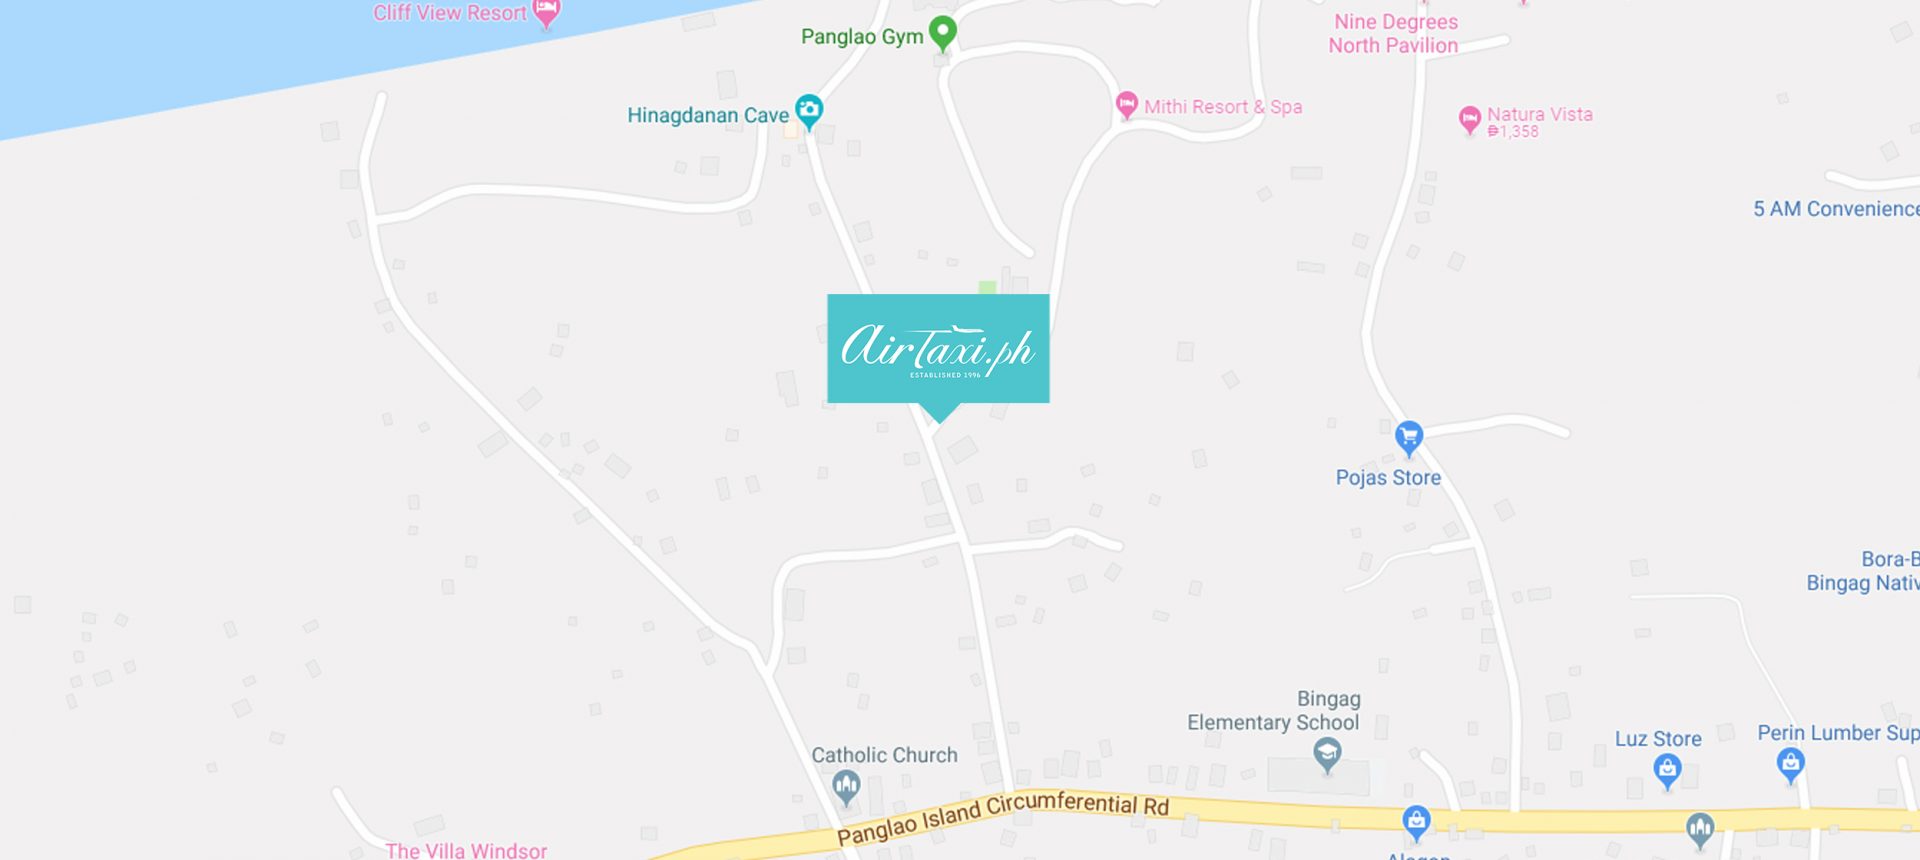 Cliff View Resort
Panglao Gym
Nine Degrees
North Pavilion
Hinagdanan Cave
Mithi Resort & Spa
Natura Vista
₱1,358
5 AM Convenience
AirTaxi.ph
ESTABLISHED 1996
Pojas Store
Bora-B
Bingag Nativ
Bingag
Elementary School
Luz Store
Perin Lumber Sup
Catholic Church
Panglao Island Circumferential Rd
The Villa Windsor